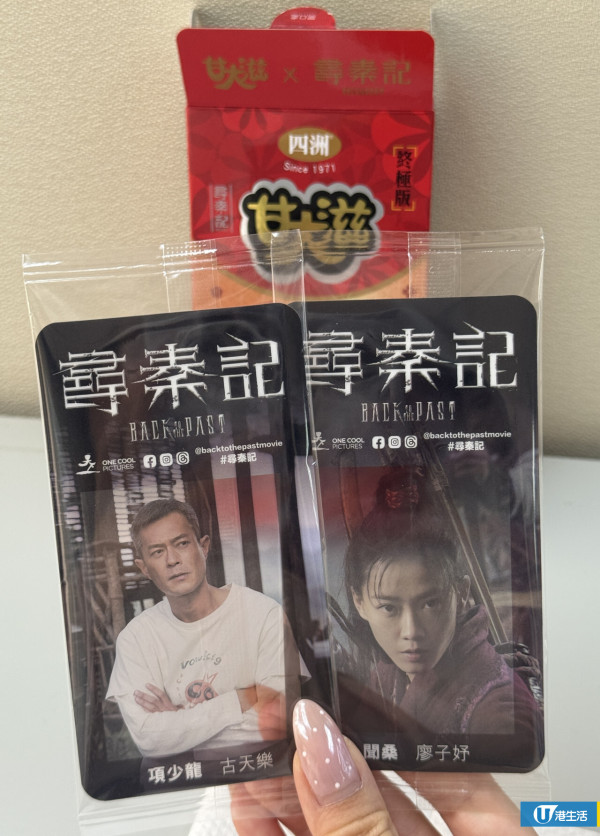 甘大滋 × 尋秦記
四洲
Since 1971
終極版
尋秦記
甘大滋
尋秦記
BACK TO THE PAST
ONE COOL PICTURES
@backtothepastmovie
#尋秦記
項少龍 古天樂
尋秦記
BACK TO THE PAST
ONE COOL PICTURES
@backtothepastmovie
#尋秦記
聞桑 廖子妤
U 港生活